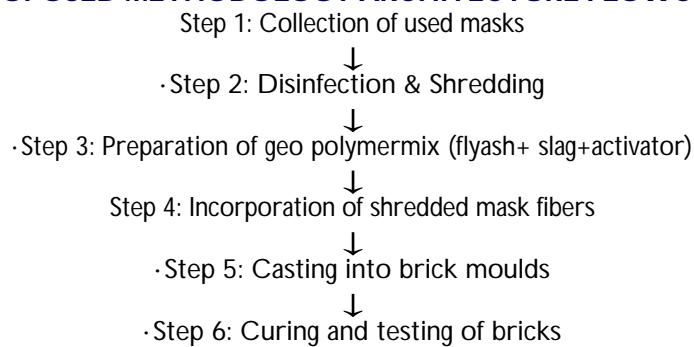 Step 1: Collection of used masks
↓
·Step 2: Disinfection & Shredding
↓
·Step 3: Preparation of geo polymermix (flyash+ slag+activator)
↓
Step 4: Incorporation of shredded mask fibers
↓
·Step 5: Casting into brick moulds
↓
·Step 6: Curing and testing of bricks